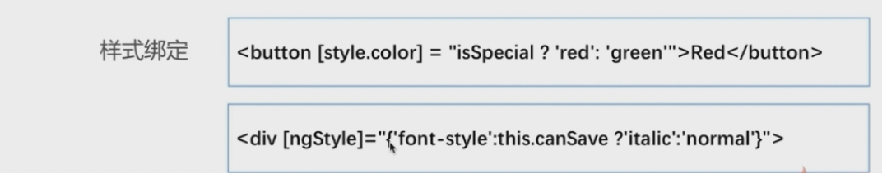 样式绑定
<button [style.color] = "isSpecial ? 'red': 'green'">Red</button>
<div [ngStyle]="{'font-style':this.canSave ?'italic':'normal'}">